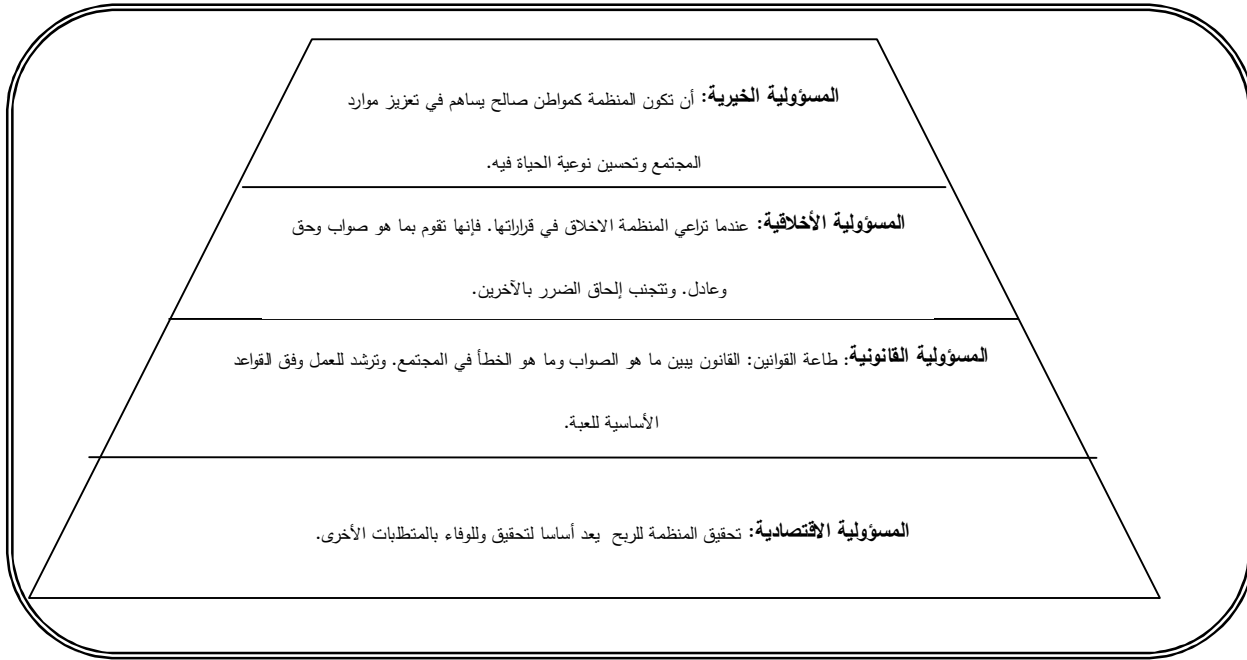 المسؤولية الخيرية: أن تكون المنظمة كمواطن صالح يساهم في تعزيز موارد
المجتمع وتحسين نوعية الحياة فيه.
المسؤولية الأخلاقية: عندما تراعي المنظمة الاخلاق في قراراتها. فإنها تقوم بما هو صواب وحق
وعادل. وتتجنب إلحاق الضرر بالآخرين.
المسؤولية القانونية: طاعة القوانين: القانون يبين ما هو الصواب وما هو الخطأ في المجتمع. وترشد للعمل وفق القواعد
الأساسية للعبة.
المسؤولية الاقتصادية: تحقيق المنظمة للربح يعد أساسا لتحقيق وللوفاء بالمتطلبات الأخرى.